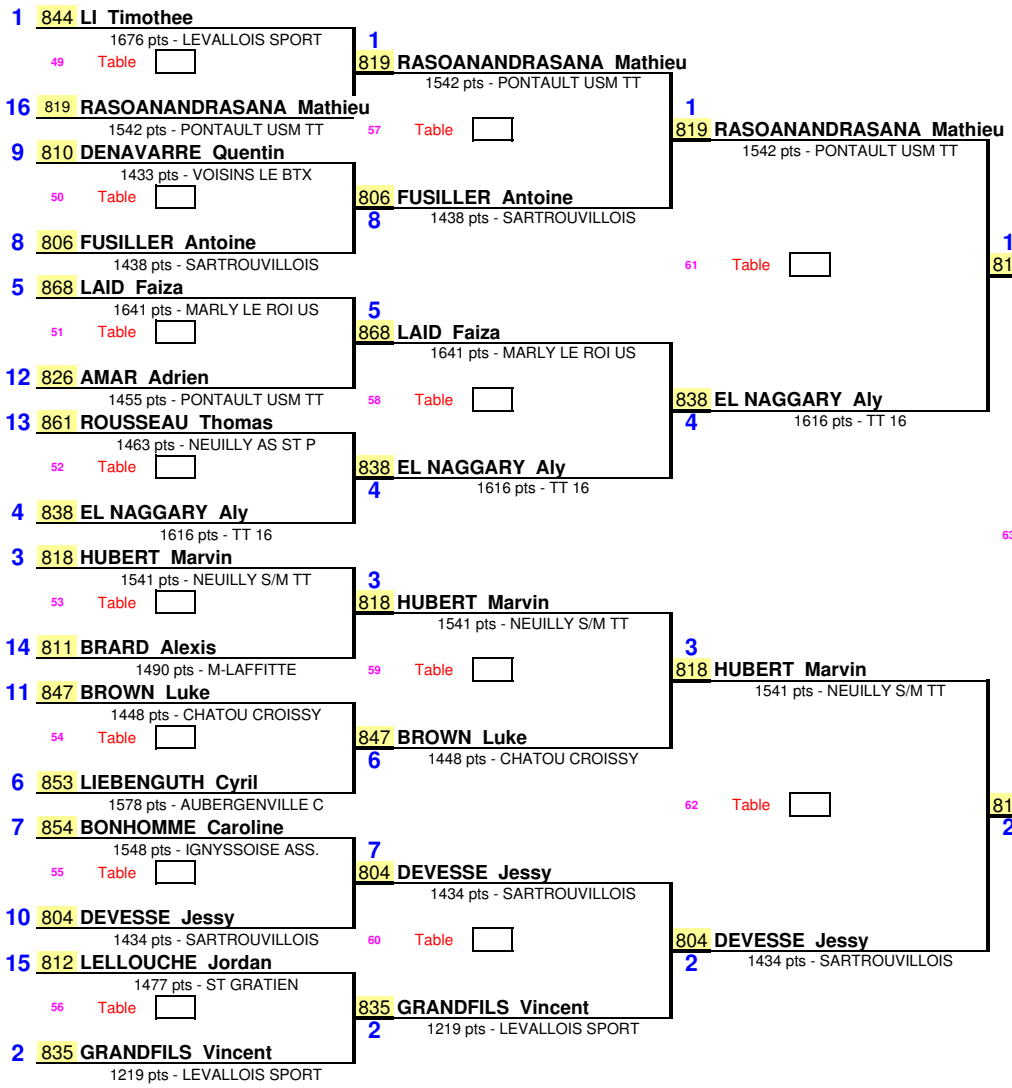 1 844 LI Timothee
1676 pts - LEVALLOIS SPORT
49 Table
16 819 RASOANANDRASANA Mathieu
1542 pts - PONTAULT USM TT
9 810 DENAVARRE Quentin
1433 pts - VOISINS LE BTX
50 Table
8 806 FUSILLER Antoine
1438 pts - SARTROUVILLOIS
5 868 LAID Faiza
1641 pts - MARLY LE ROI US
51 Table
12 826 AMAR Adrien
1455 pts - PONTAULT USM TT
13 861 ROUSSEAU Thomas
1463 pts - NEUILLY AS ST P
52 Table
4 838 EL NAGGARY Aly
1616 pts - TT 16
3 818 HUBERT Marvin
1541 pts - NEUILLY S/M TT
53 Table
14 811 BRARD Alexis
1490 pts - M-LAFFITTE
11 847 BROWN Luke
1448 pts - CHATOU CROISSY
54 Table
6 853 LIEBENGUTH Cyril
1578 pts - AUBERGENVILLE C
7 854 BONHOMME Caroline
1548 pts - IGNYSSOISE ASS.
55 Table
10 804 DEVESSE Jessy
1434 pts - SARTROUVILLOIS
15 812 LELLOUCHE Jordan
1477 pts - ST GRATIEN
56 Table
2 835 GRANDFILS Vincent
1219 pts - LEVALLOIS SPORT
1
819 RASOANANDRASANA Mathieu
1542 pts - PONTAULT USM TT
57 Table
806 FUSILLER Antoine
8
1438 pts - SARTROUVILLOIS
5
868 LAID Faiza
1641 pts - MARLY LE ROI US
58 Table
838 EL NAGGARY Aly
4
1616 pts - TT 16
3
818 HUBERT Marvin
1541 pts - NEUILLY S/M TT
59 Table
847 BROWN Luke
6
1448 pts - CHATOU CROISSY
7
804 DEVESSE Jessy
1434 pts - SARTROUVILLOIS
60 Table
835 GRANDFILS Vincent
2
1219 pts - LEVALLOIS SPORT
1
819 RASOANANDRASANA Mathieu
1542 pts - PONTAULT USM TT
61 Table
838 EL NAGGARY Aly
4
1616 pts - TT 16
3
818 HUBERT Marvin
1541 pts - NEUILLY S/M TT
62 Table
804 DEVESSE Jessy
2
1434 pts - SARTROUVILLOIS
1
81
63
81
2